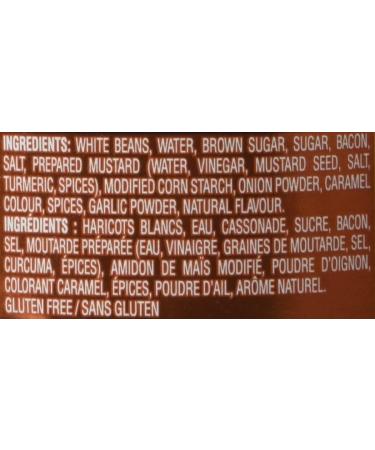 INGREDIENTS: WHITE BEANS, WATER, BROWN SUGAR, SUGAR, BACON,
SALT, PREPARED MUSTARD (WATER, VINEGAR, MUSTARD SEED, SALT,
TURMERIC, SPICES), MODIFIED CORN STARCH, ONION POWDER, CARAMEL
COLOUR, SPICES, GARLIC POWDER, NATURAL FLAVOUR.
INGRÉDIENTS : HARICOTS BLANCS, EAU, CASSONADE, SUCRE, BACON,
SEL, MOUTARDE PRÉPARÉE (EAU, VINAIGRE, GRAINES DE MOUTARDE, SEL,
CURCUMA, ÉPICES), AMIDON DE MAÏS MODIFIÉ, POUDRE D'OIGNON,
COLORANT CARAMEL, ÉPICES, POUDRE D'AIL, ARÔME NATUREL.
GLUTEN FREE / SANS GLUTEN